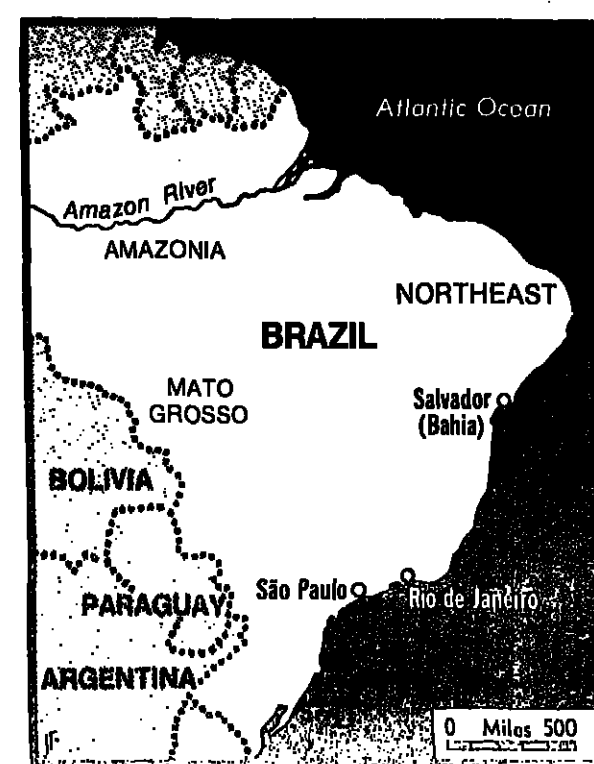 Atlantic Ocean
Amazon River
AMAZONIA
NORTHEAST
BRAZIL
MATO
GROSSO
Salvador
(Bahia)
BOLIVIA
São Paulo
Rio de Janeiro
PARAGUAY
ARGENTINA
0 Miles 500